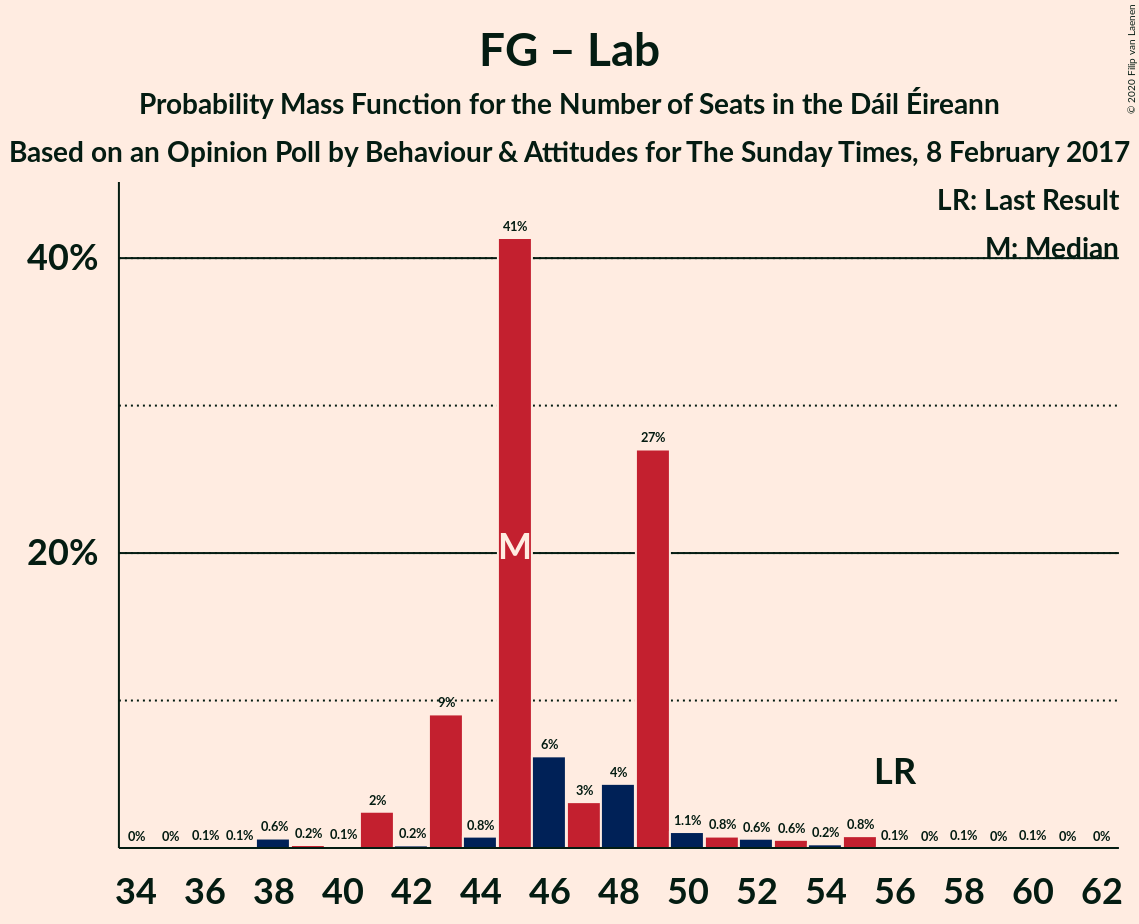 FG – Lab
Probability Mass Function for the Number of Seats in the Dáil Éireann
Based on an Opinion Poll by Behaviour & Attitudes for The Sunday Times, 8 February 2017
© 2020 Filip van Laenen
LR: Last Result
M: Median
40%
20%
0% 0% 0.1% 0.1% 0.6% 0.2% 0.1% 2% 0.2% 9% 0.8% 41% 6% 3% 4% 27% 1.1% 0.8% 0.6% 0.6% 0.2% 0.8% 0.1% 0% 0.1% 0% 0.1% 0% 0%
M
LR
34 36 38 40 42 44 46 48 50 52 54 56 58 60 62